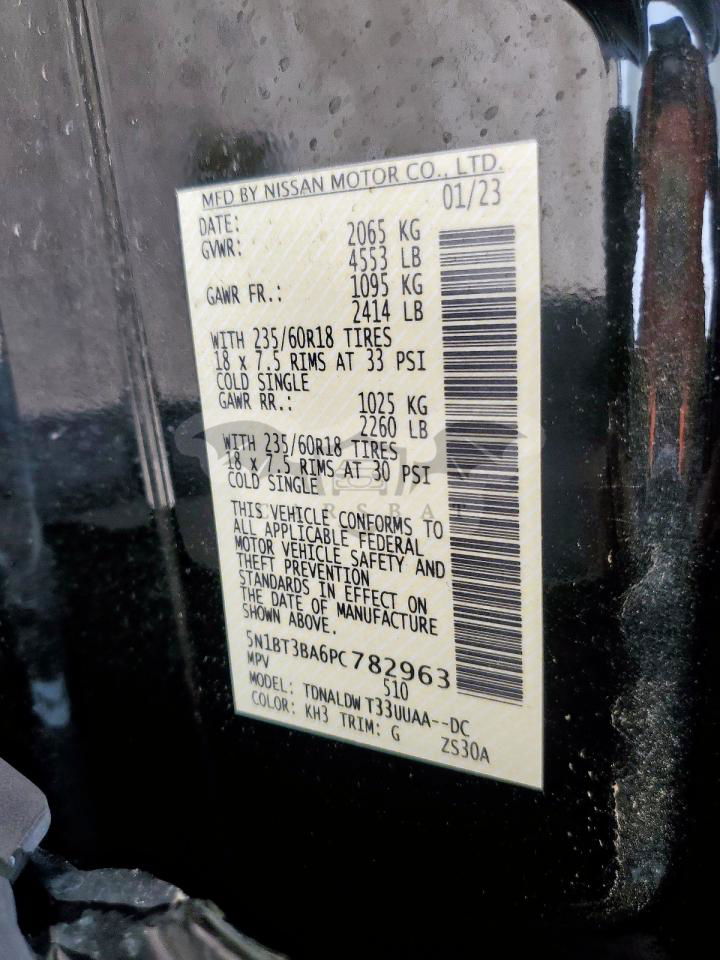 MFD BY NISSAN MOTOR CO., LTD.
DATE: 01/23
GVWR: 2065 KG
4553 LB
GAWR FR.: 1095 KG
2414 LB
WITH 235/60R18 TIRES
18 x 7.5 RIMS AT 33 PSI
COLD SINGLE
GAWR RR.: 1025 KG
2260 LB
WITH 235/60R18 TIRES
18 x 7.5 RIMS AT 30 PSI
COLD SINGLE
THIS VEHICLE CONFORMS TO
ALL APPLICABLE FEDERAL
MOTOR VEHICLE SAFETY AND
THEFT PREVENTION
STANDARDS IN EFFECT ON
THE DATE OF MANUFACTURE
SHOWN ABOVE.
5N1BT3BA6PC782963
MPV 510
MODEL: TDNALDWT33UUAA--DC
COLOR: KH3 TRIM: G ZS30A